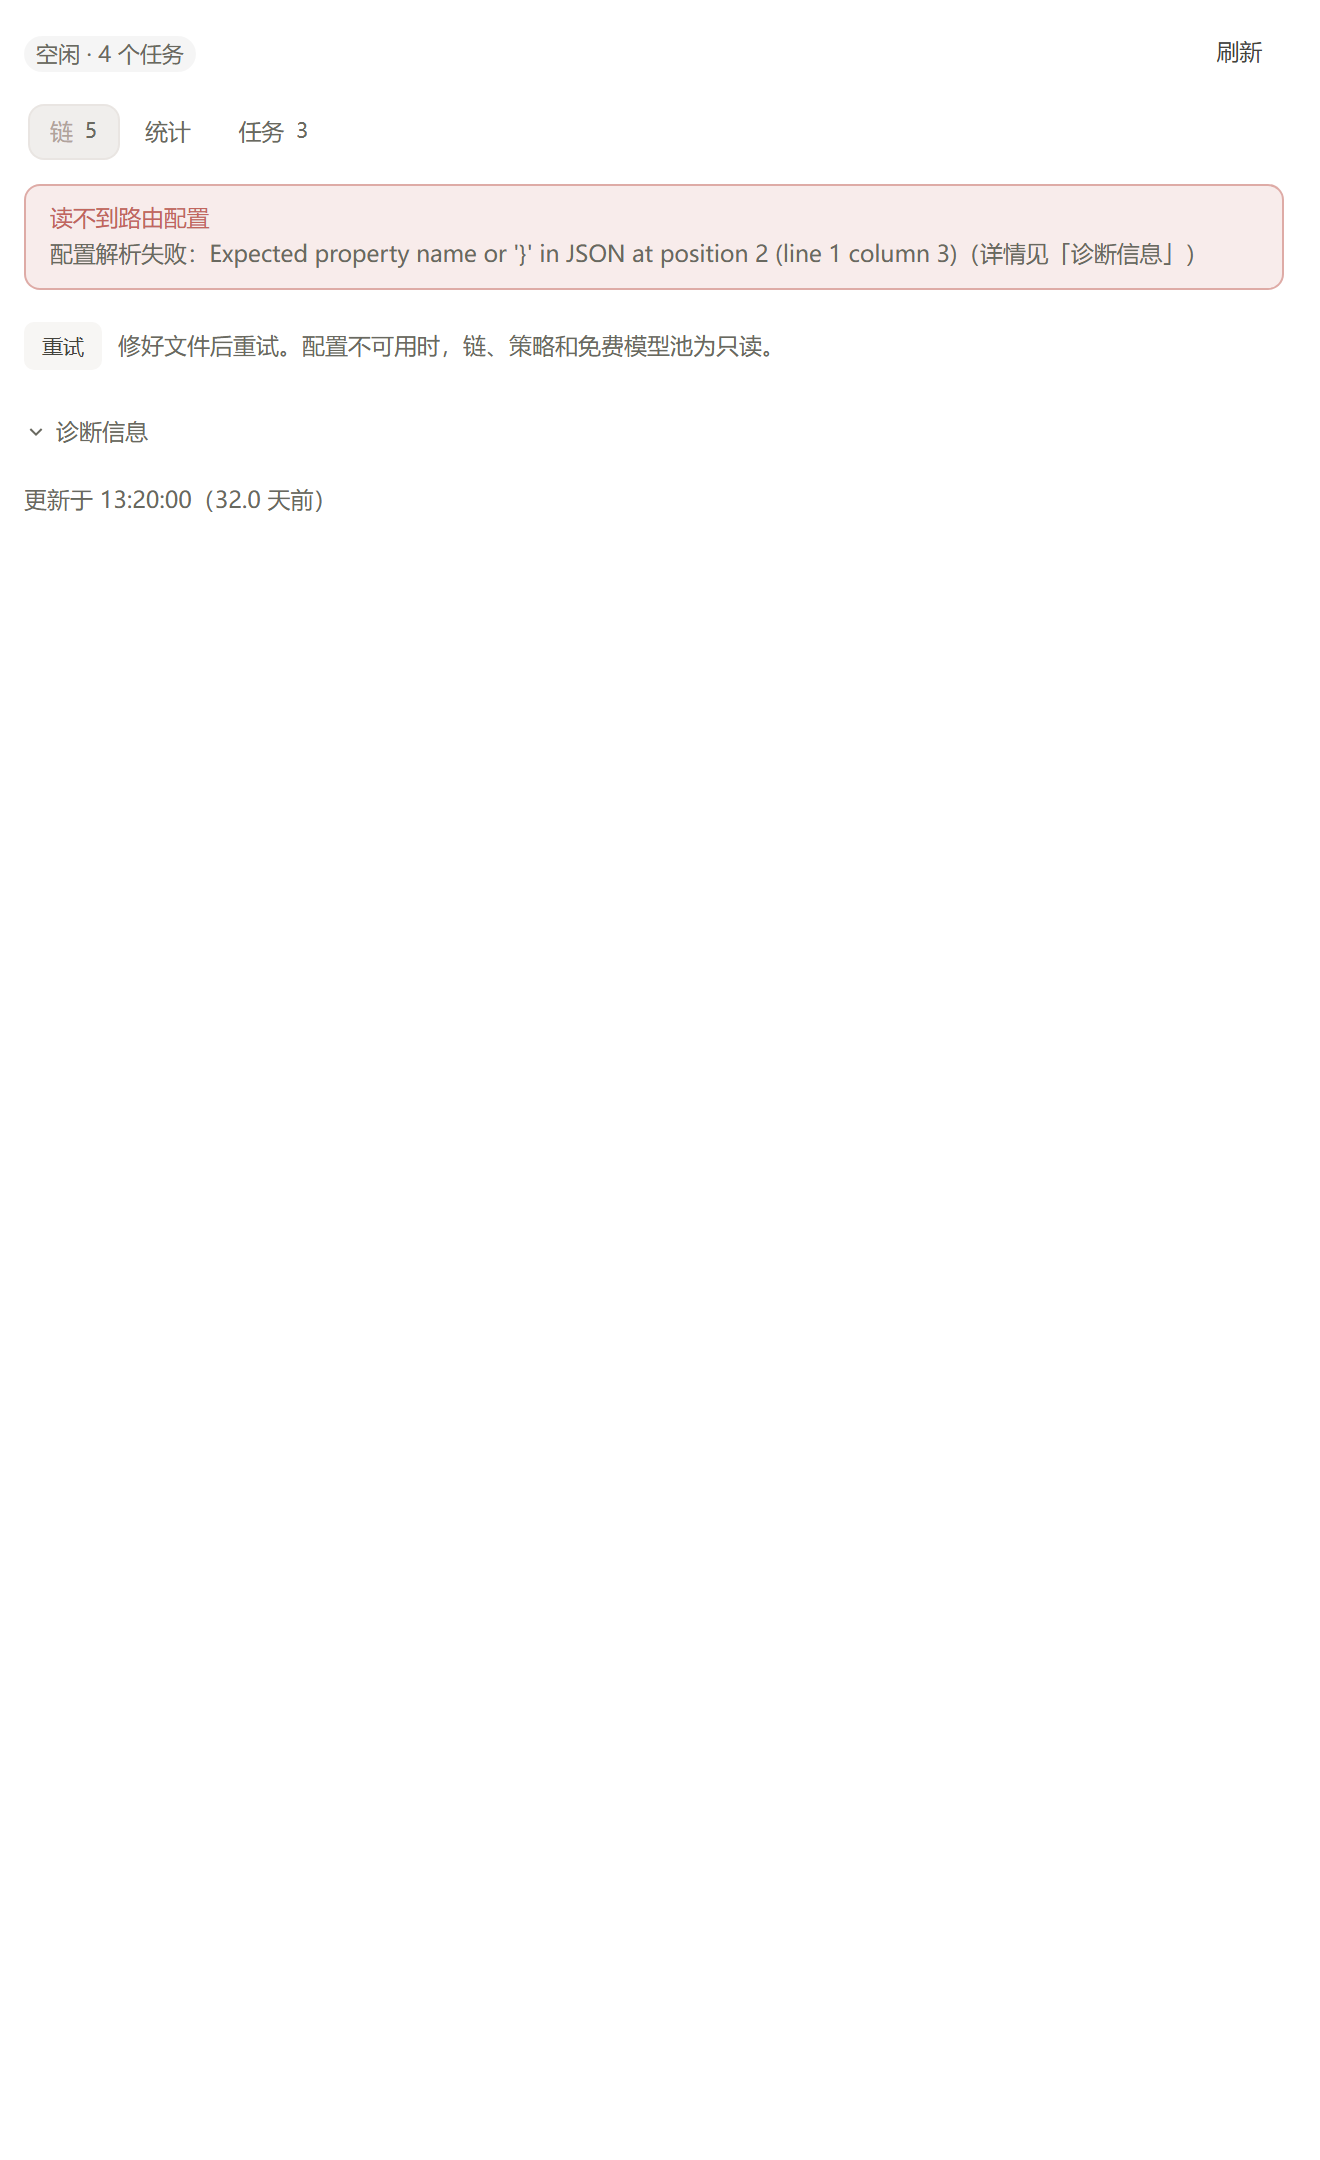 空闲 · 4 个任务
刷新
链 5
统计
任务 3
读不到路由配置
配置解析失败：Expected property name or '}' in JSON at position 2 (line 1 column 3)（详情见「诊断信息」）
重试
修好文件后重试。配置不可用时，链、策略和免费模型池为只读。
诊断信息
更新于 13:20:00（32.0 天前）